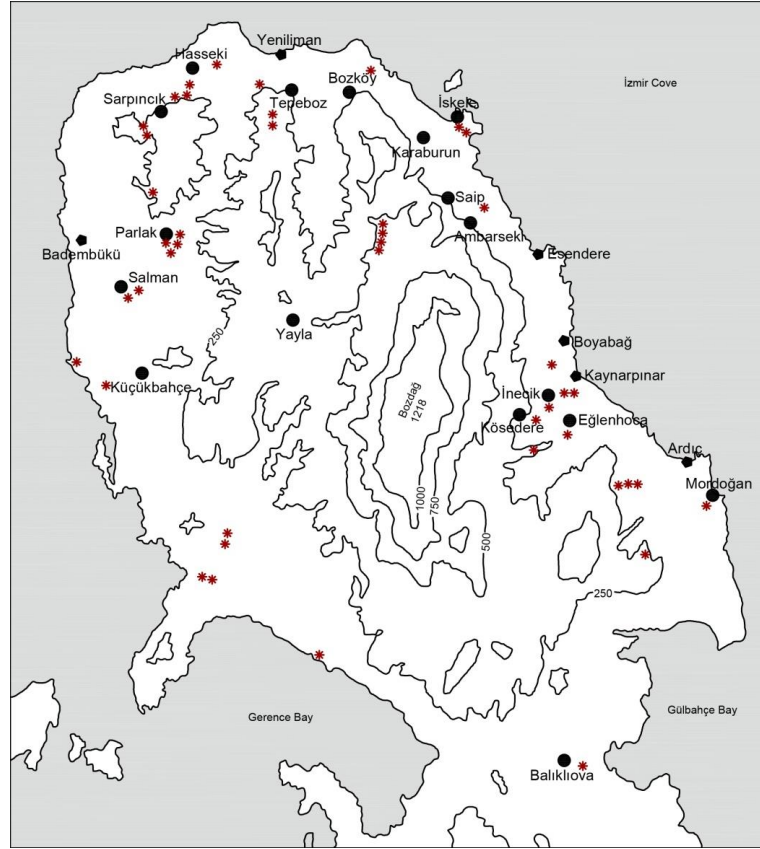 Yeniliman
Hasseki
Bozköy
İzmir Cove
Sarpıncık
Tepeboz
İskele
Karaburun
Saip
Parlak
Ambarseki
Badembükü
Esendere
Salman
250
Yayla
Boyabağ
Kaynarpınar
Küçükbahçe
Bozdağ
1218
İnecik
Kösedere
Eğlenhoca
Ardıç
Mordoğan
1000
750
500
250
Gerence Bay
Gülbahçe Bay
Balıklıova